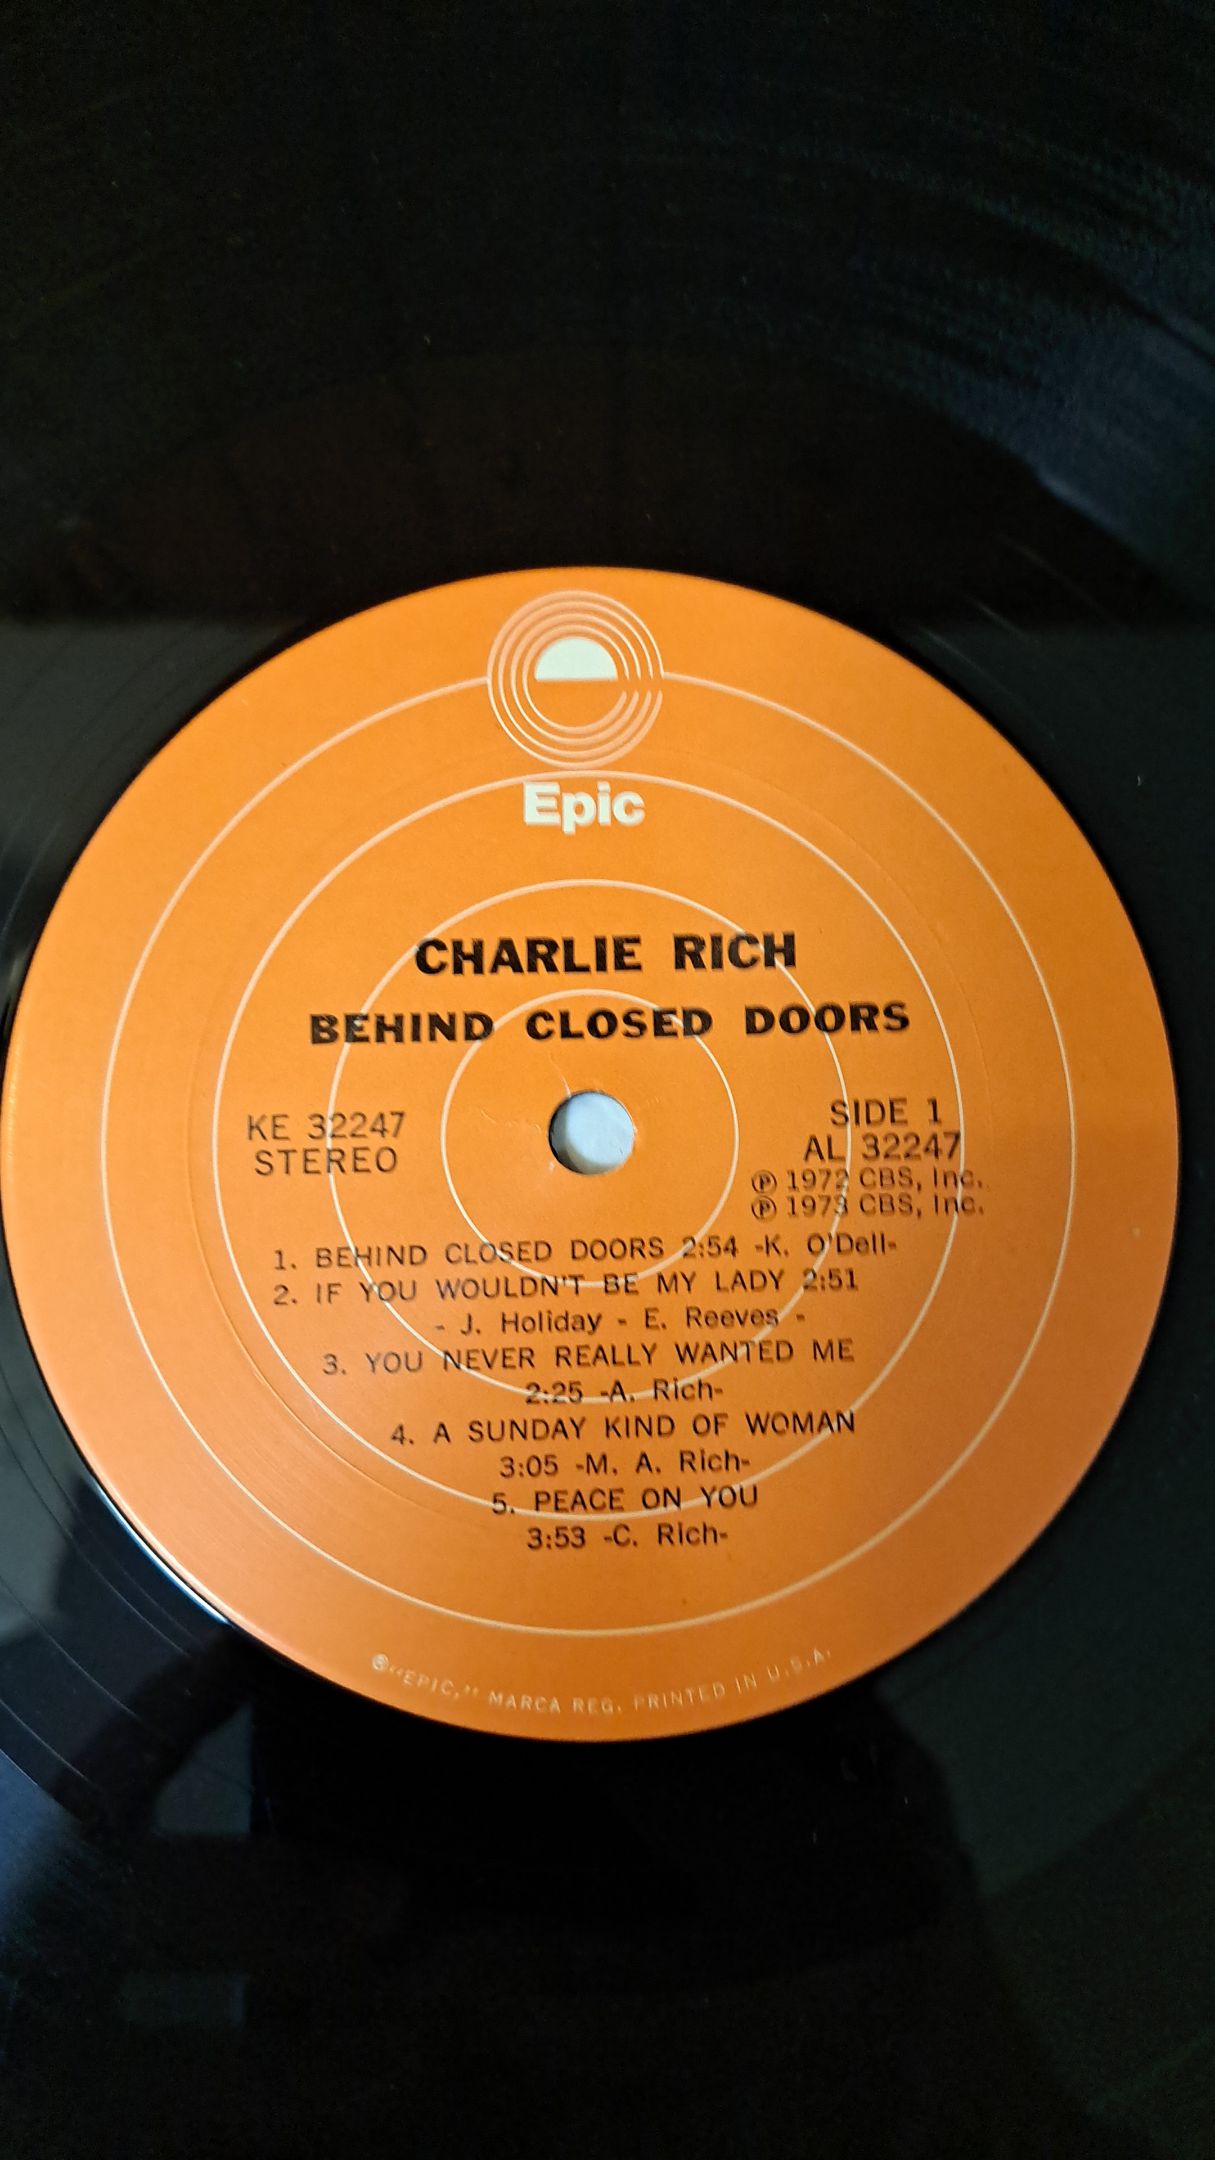 Epic
CHARLIE RICH
BEHIND CLOSED DOORS
KE 32247
STEREO
SIDE 1
AL 32247
Ⓟ 1972 CBS, Inc.
Ⓟ 1973 CBS, Inc.
1. BEHIND CLOSED DOORS 2:54 -K. O'Dell-
2. IF YOU WOULDN'T BE MY LADY 2:51
- J. Holiday - E. Reeves -
3. YOU NEVER REALLY WANTED ME
2:25 -A. Rich-
4. A SUNDAY KIND OF WOMAN
3:05 -M. A. Rich-
5. PEACE ON YOU
3:53 -C. Rich-
®"EPIC," MARCA REG. PRINTED IN U.S.A.